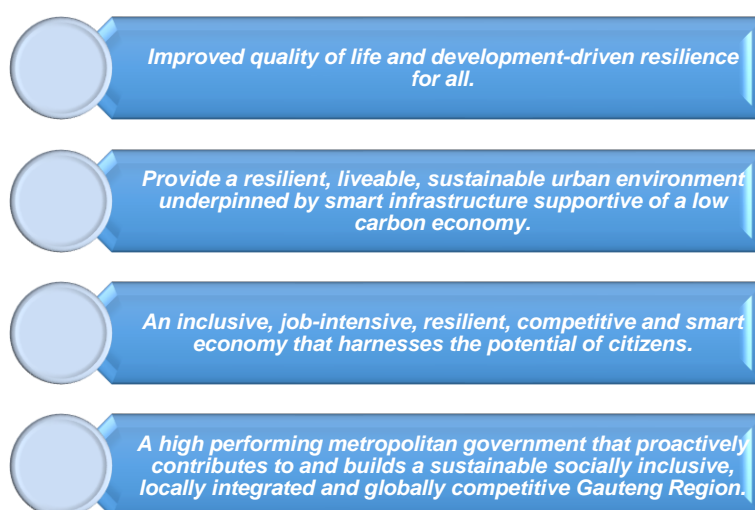 Improved quality of life and development-driven resilience
for all.
Provide a resilient, liveable, sustainable urban environment
underpinned by smart infrastructure supportive of a low
carbon economy.
An inclusive, job-intensive, resilient, competitive and smart
economy that harnesses the potential of citizens.
A high performing metropolitan government that proactively
contributes to and builds a sustainable socially inclusive,
locally integrated and globally competitive Gauteng Region.